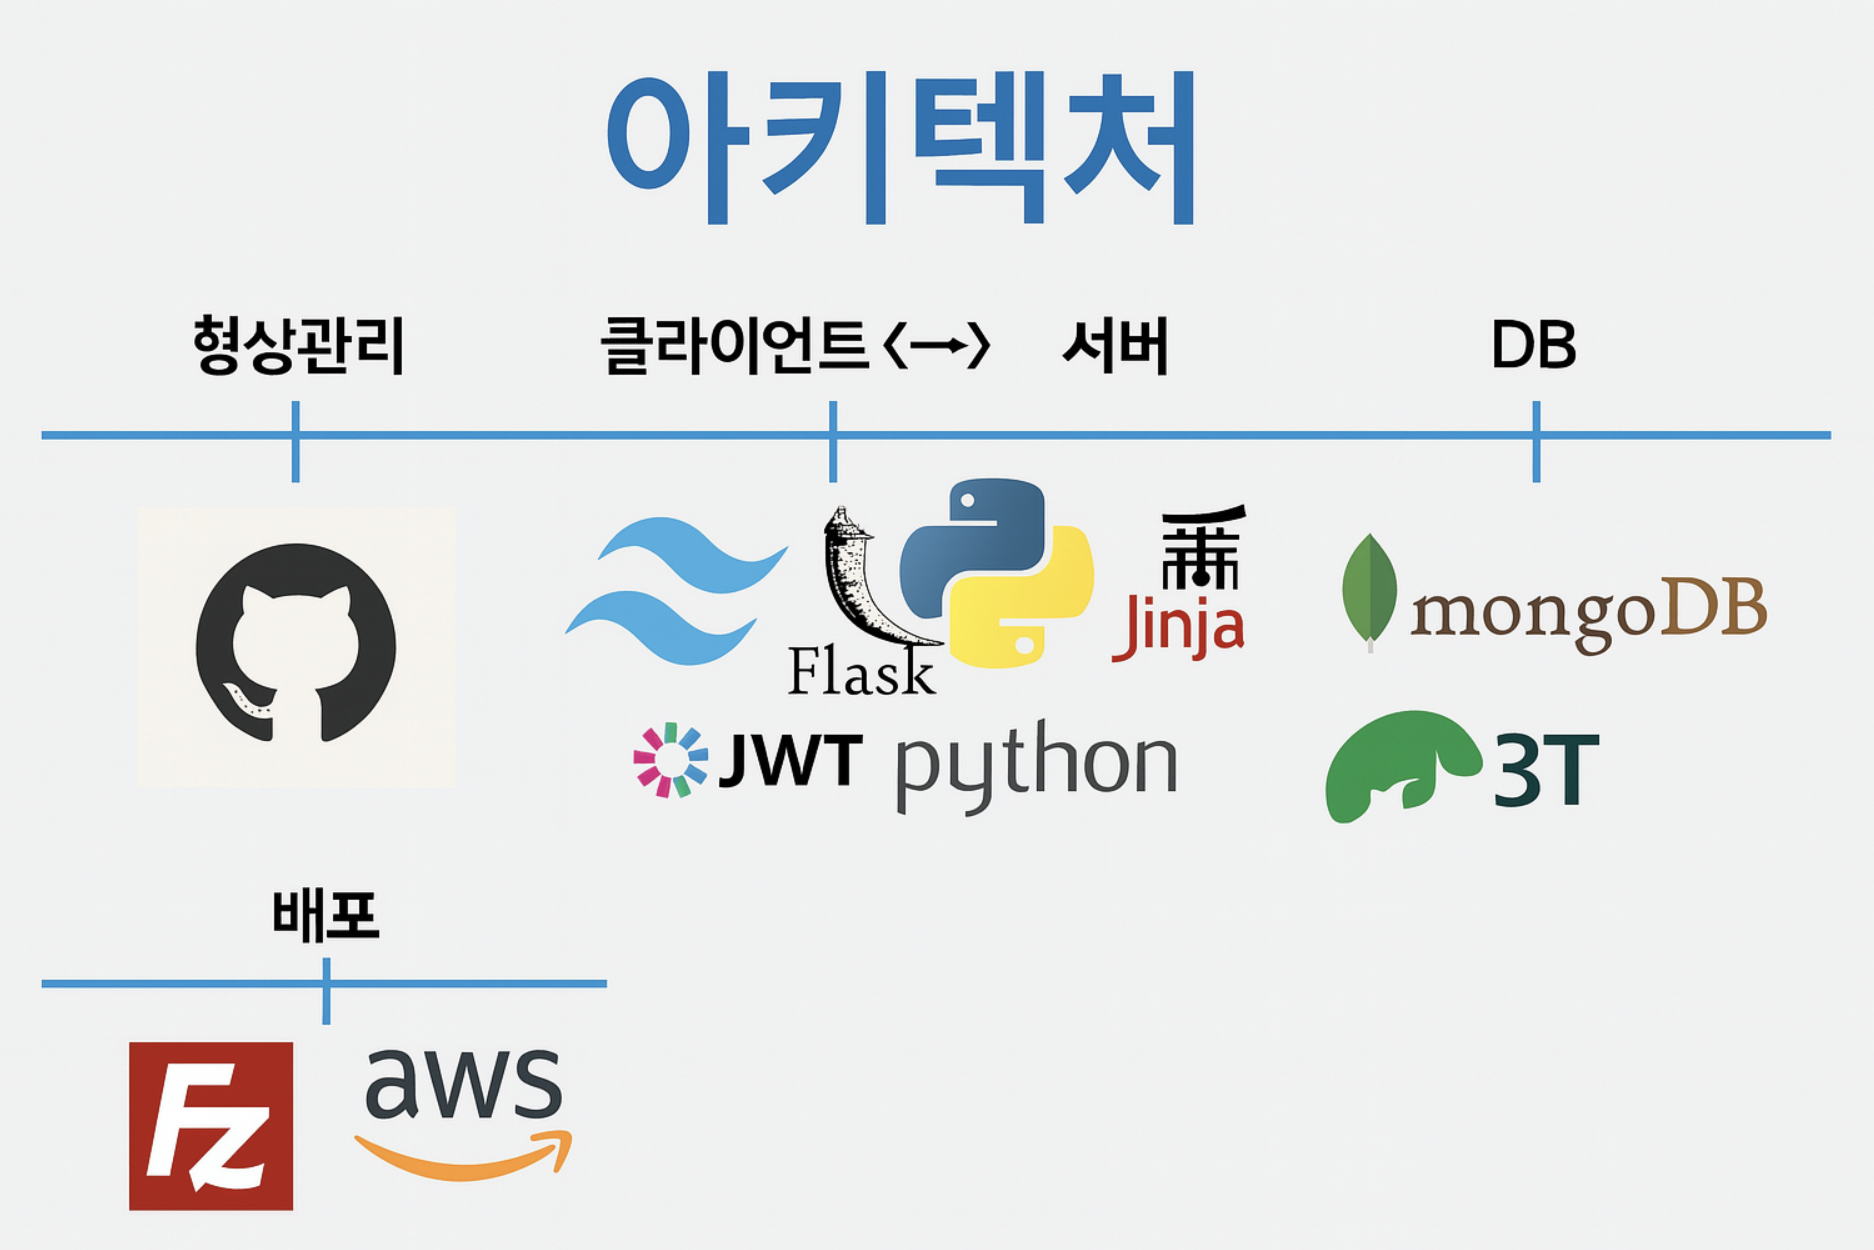 아키텍처
형상관리
클라이언트 <→> 서버
DB
Flask
Jinja
mongoDB
JWT
python
3T
배포
Fz
aws